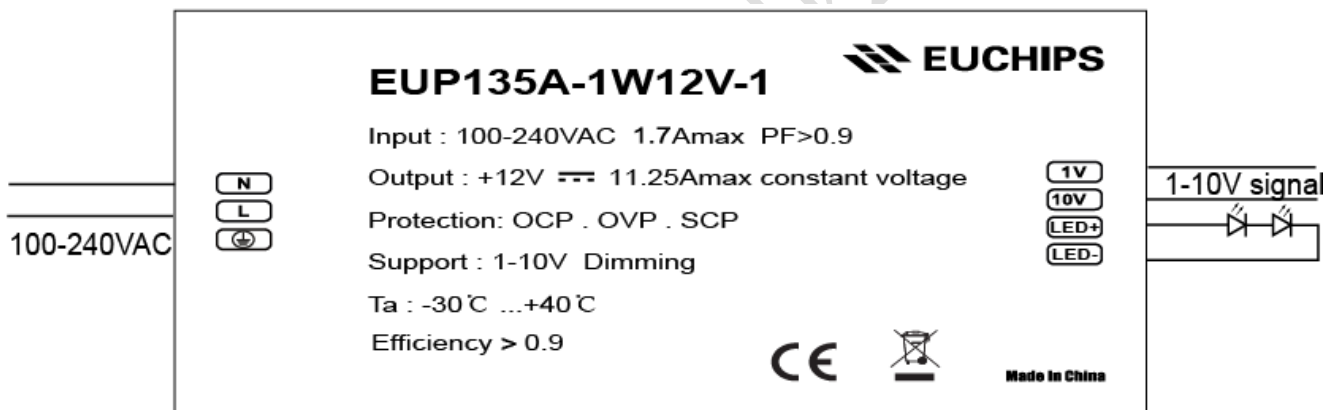 EUCHIPS
EUP135A-1W12V-1
Input : 100-240VAC 1.7Amax PF>0.9
Output : +12V 11.25Amax constant voltage
Protection: OCP . OVP . SCP
Support : 1-10V Dimming
Ta : -30℃ ...+40℃
Efficiency > 0.9
N
L
100-240VAC
1V
10V
LED+
LED-
1-10V signal
CE
Made In China